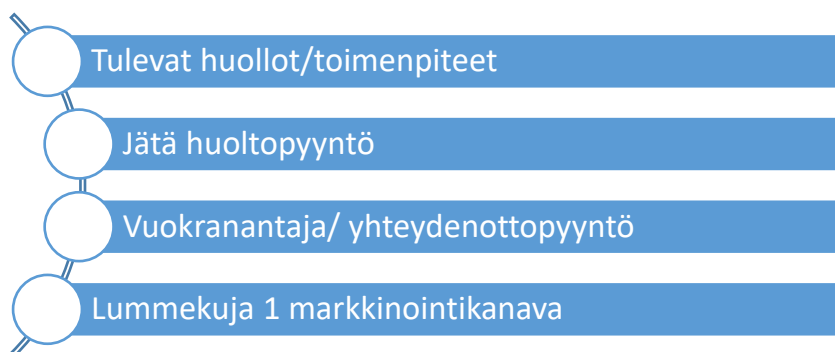 Tulevat huollot/toimenpiteet
Jätä huoltopyyntö
Vuokranantaja/ yhteydenottopyyntö
Lummekuja 1 markkinointikanava